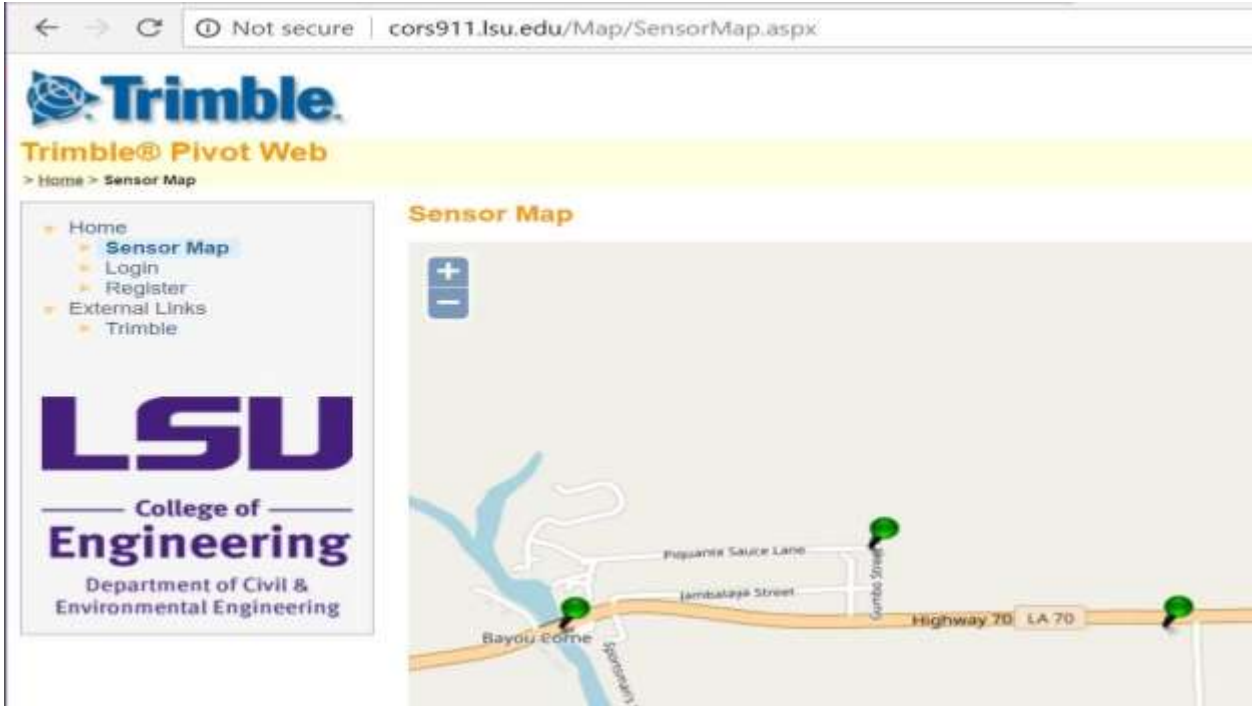 Not secure | cors911.lsu.edu/Map/SensorMap.aspx
Trimble.
Trimble® Pivot Web
> Home > Sensor Map
Home
Sensor Map
Login
Register
External Links
Trimble
LSU
College of
Engineering
Department of Civil &
Environmental Engineering
Sensor Map
+
−
Piquante Sauce Lane
Jambalaya Street
Gumbo Street
Highway 70 LA 70
Bayou Corne
Sportsman's